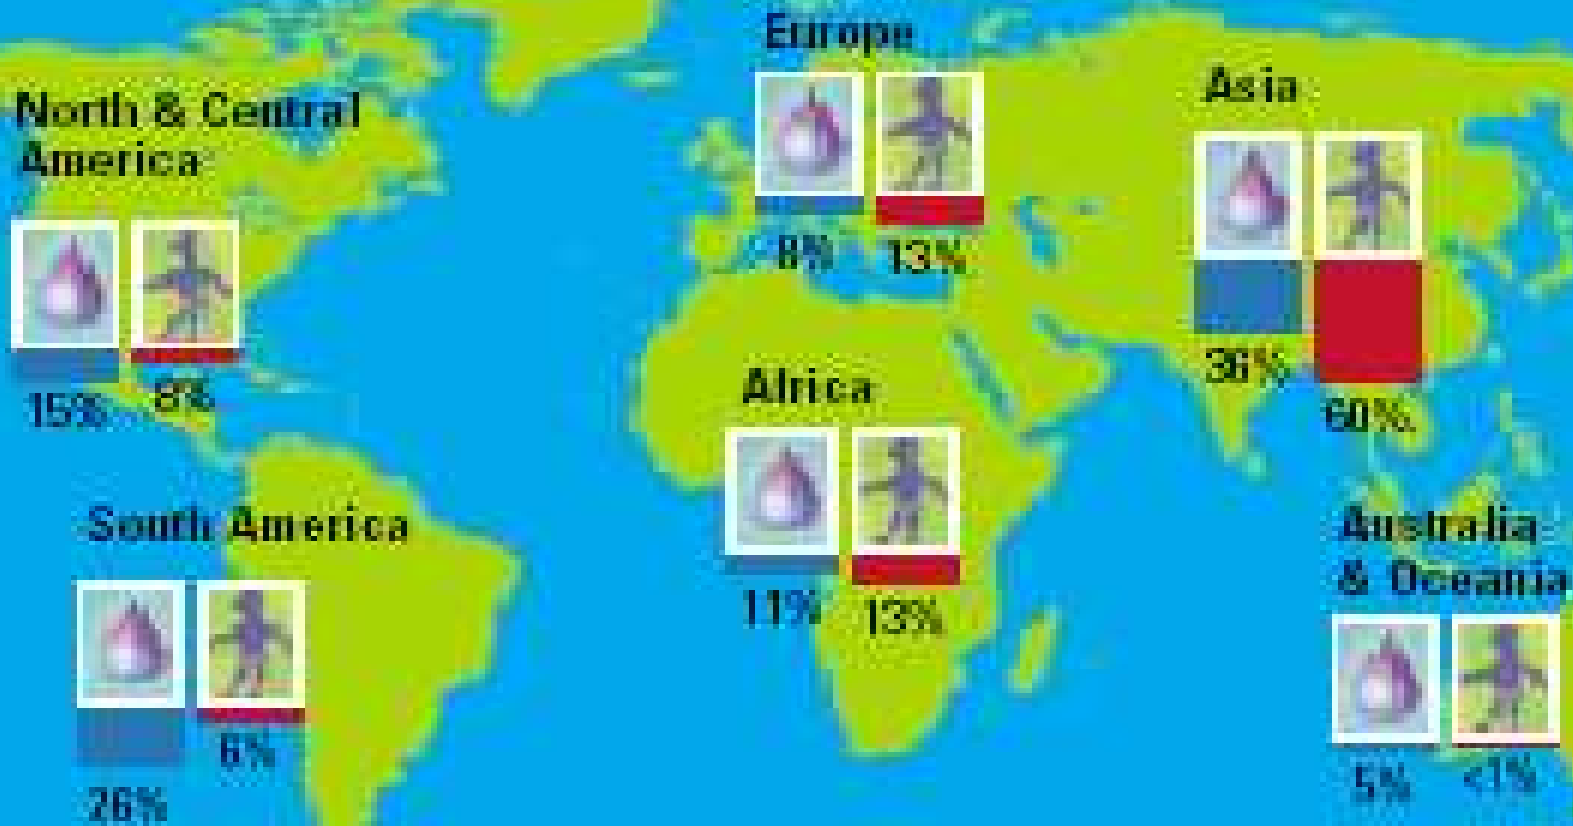 Europe
8%
13%
Asia
36%
60%
North & Central
America
15%
8%
Africa
11%
13%
South America
26%
6%
Australia
& Oceania
5%
<1%